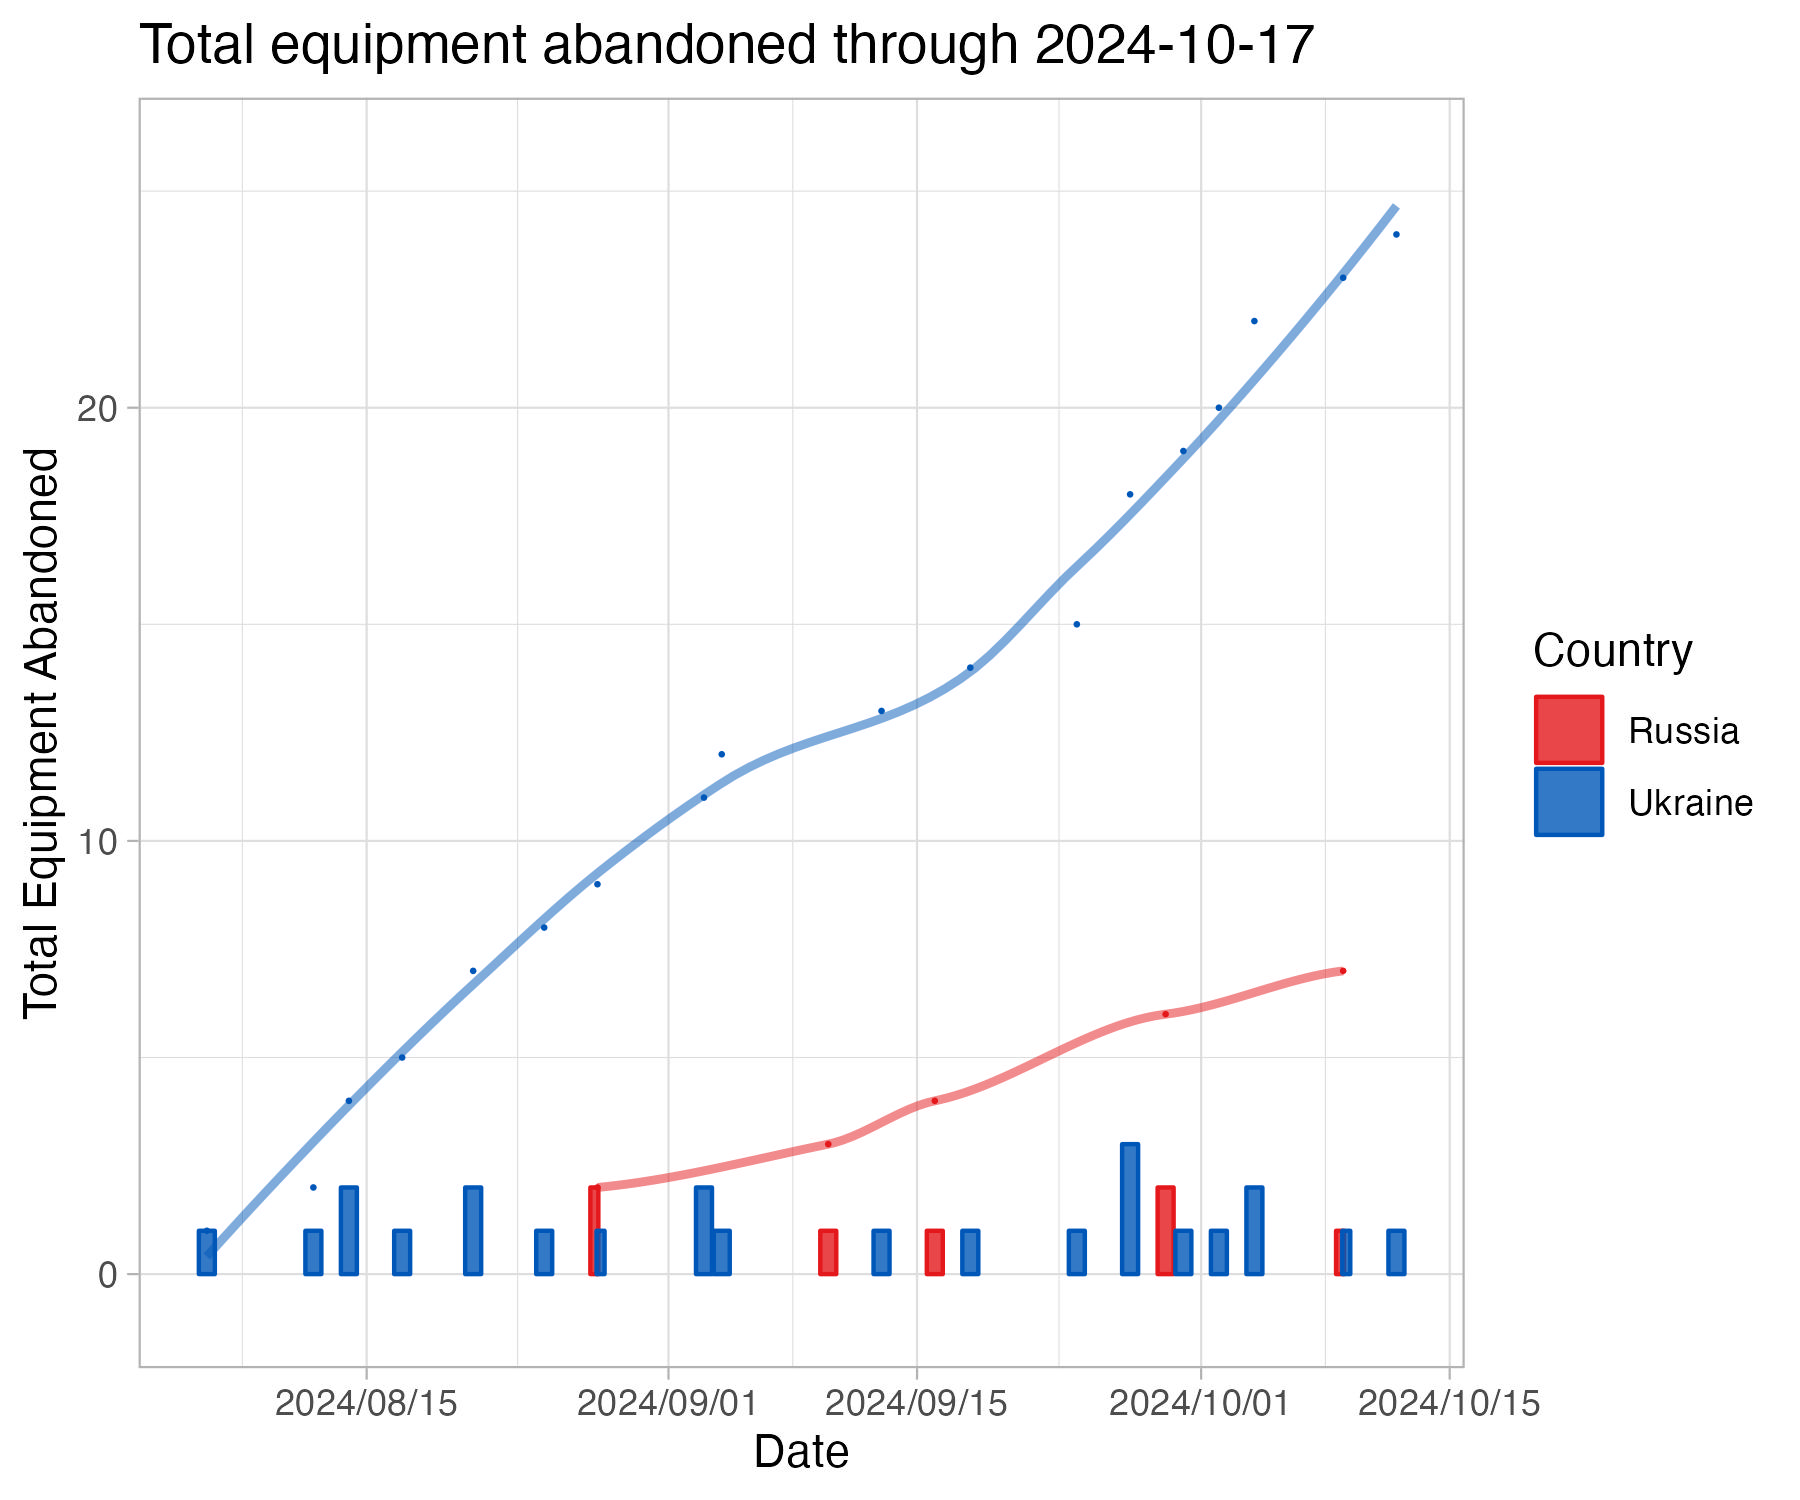 Total equipment abandoned through 2024-10-17
Total Equipment Abandoned
20
10
0
2024/08/15
2024/09/01
2024/09/15
2024/10/01
2024/10/15
Date
Country
Russia
Ukraine